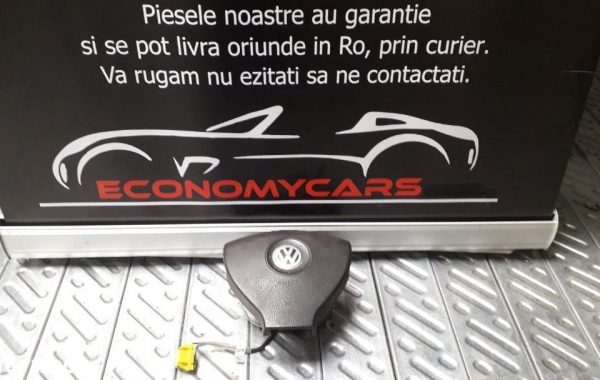 Piesele noastre au garantie
si se pot livra oriunde in Ro, prin curier.
Va rugam nu ezitati sa ne contactati.
ECONOMYCARS